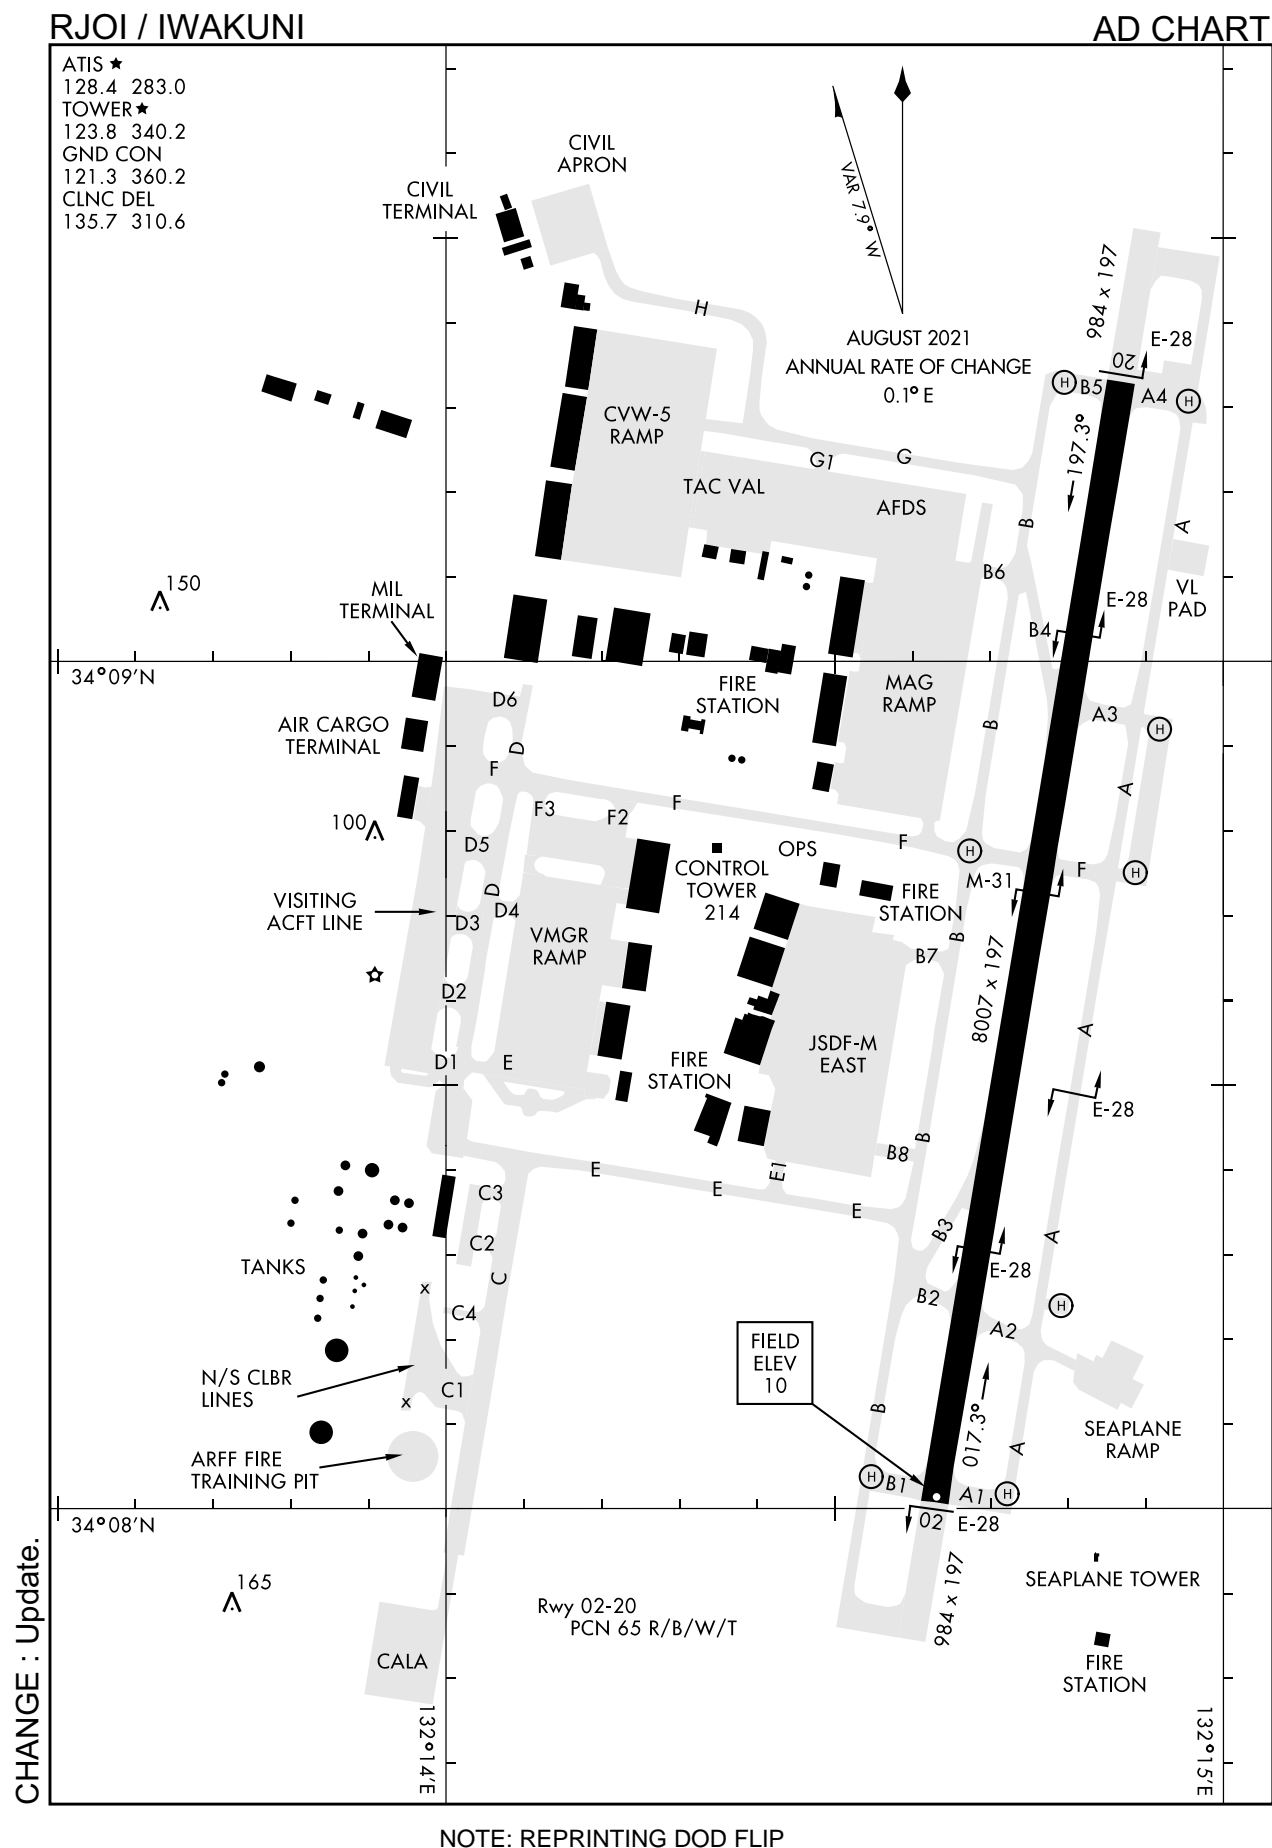 RJOI / IWAKUNI
AD CHART
ATIS ★
128.4 283.0
TOWER ★
123.8 340.2
GND CON
121.3 360.2
CLNC DEL
135.7 310.6
CIVIL
APRON
CIVIL
TERMINAL
VAR 7.9° W
H
AUGUST 2021
ANNUAL RATE OF CHANGE
0.1° E
984 x 197
E-28
20
H
B5
A4
H
197.3°
CVW-5
RAMP
G1
G
TAC VAL
AFDS
B
A
B6
VL
PAD
E-28
B4
150
MIL
TERMINAL
34°09'N
D6
FIRE
STATION
MAG
RAMP
A3
H
B
AIR CARGO
TERMINAL
D
F
A
F3
F2
F
100
D5
CONTROL
TOWER
214
OPS
F
H
M-31
F
H
FIRE
STATION
VISITING
ACFT LINE
D
D4
D3
VMGR
RAMP
B
B7
D2
8007 x 197
A
D1
E
FIRE
STATION
JSDF-M
EAST
E-28
B
B8
E
E1
E
E
C3
B3
A
C2
TANKS
C
E-28
x
B2
H
C4
A2
FIELD
ELEV
10
N/S CLBR
LINES
C1
x
B
017.3°
A
SEAPLANE
RAMP
ARFF FIRE
TRAINING PIT
H
B1
A1
H
34°08'N
02
E-28
984 x 197
SEAPLANE TOWER
165
Rwy 02-20
PCN 65 R/B/W/T
CALA
FIRE
STATION
132°14'E
132°15'E
CHANGE : Update.
NOTE: REPRINTING DOD FLIP